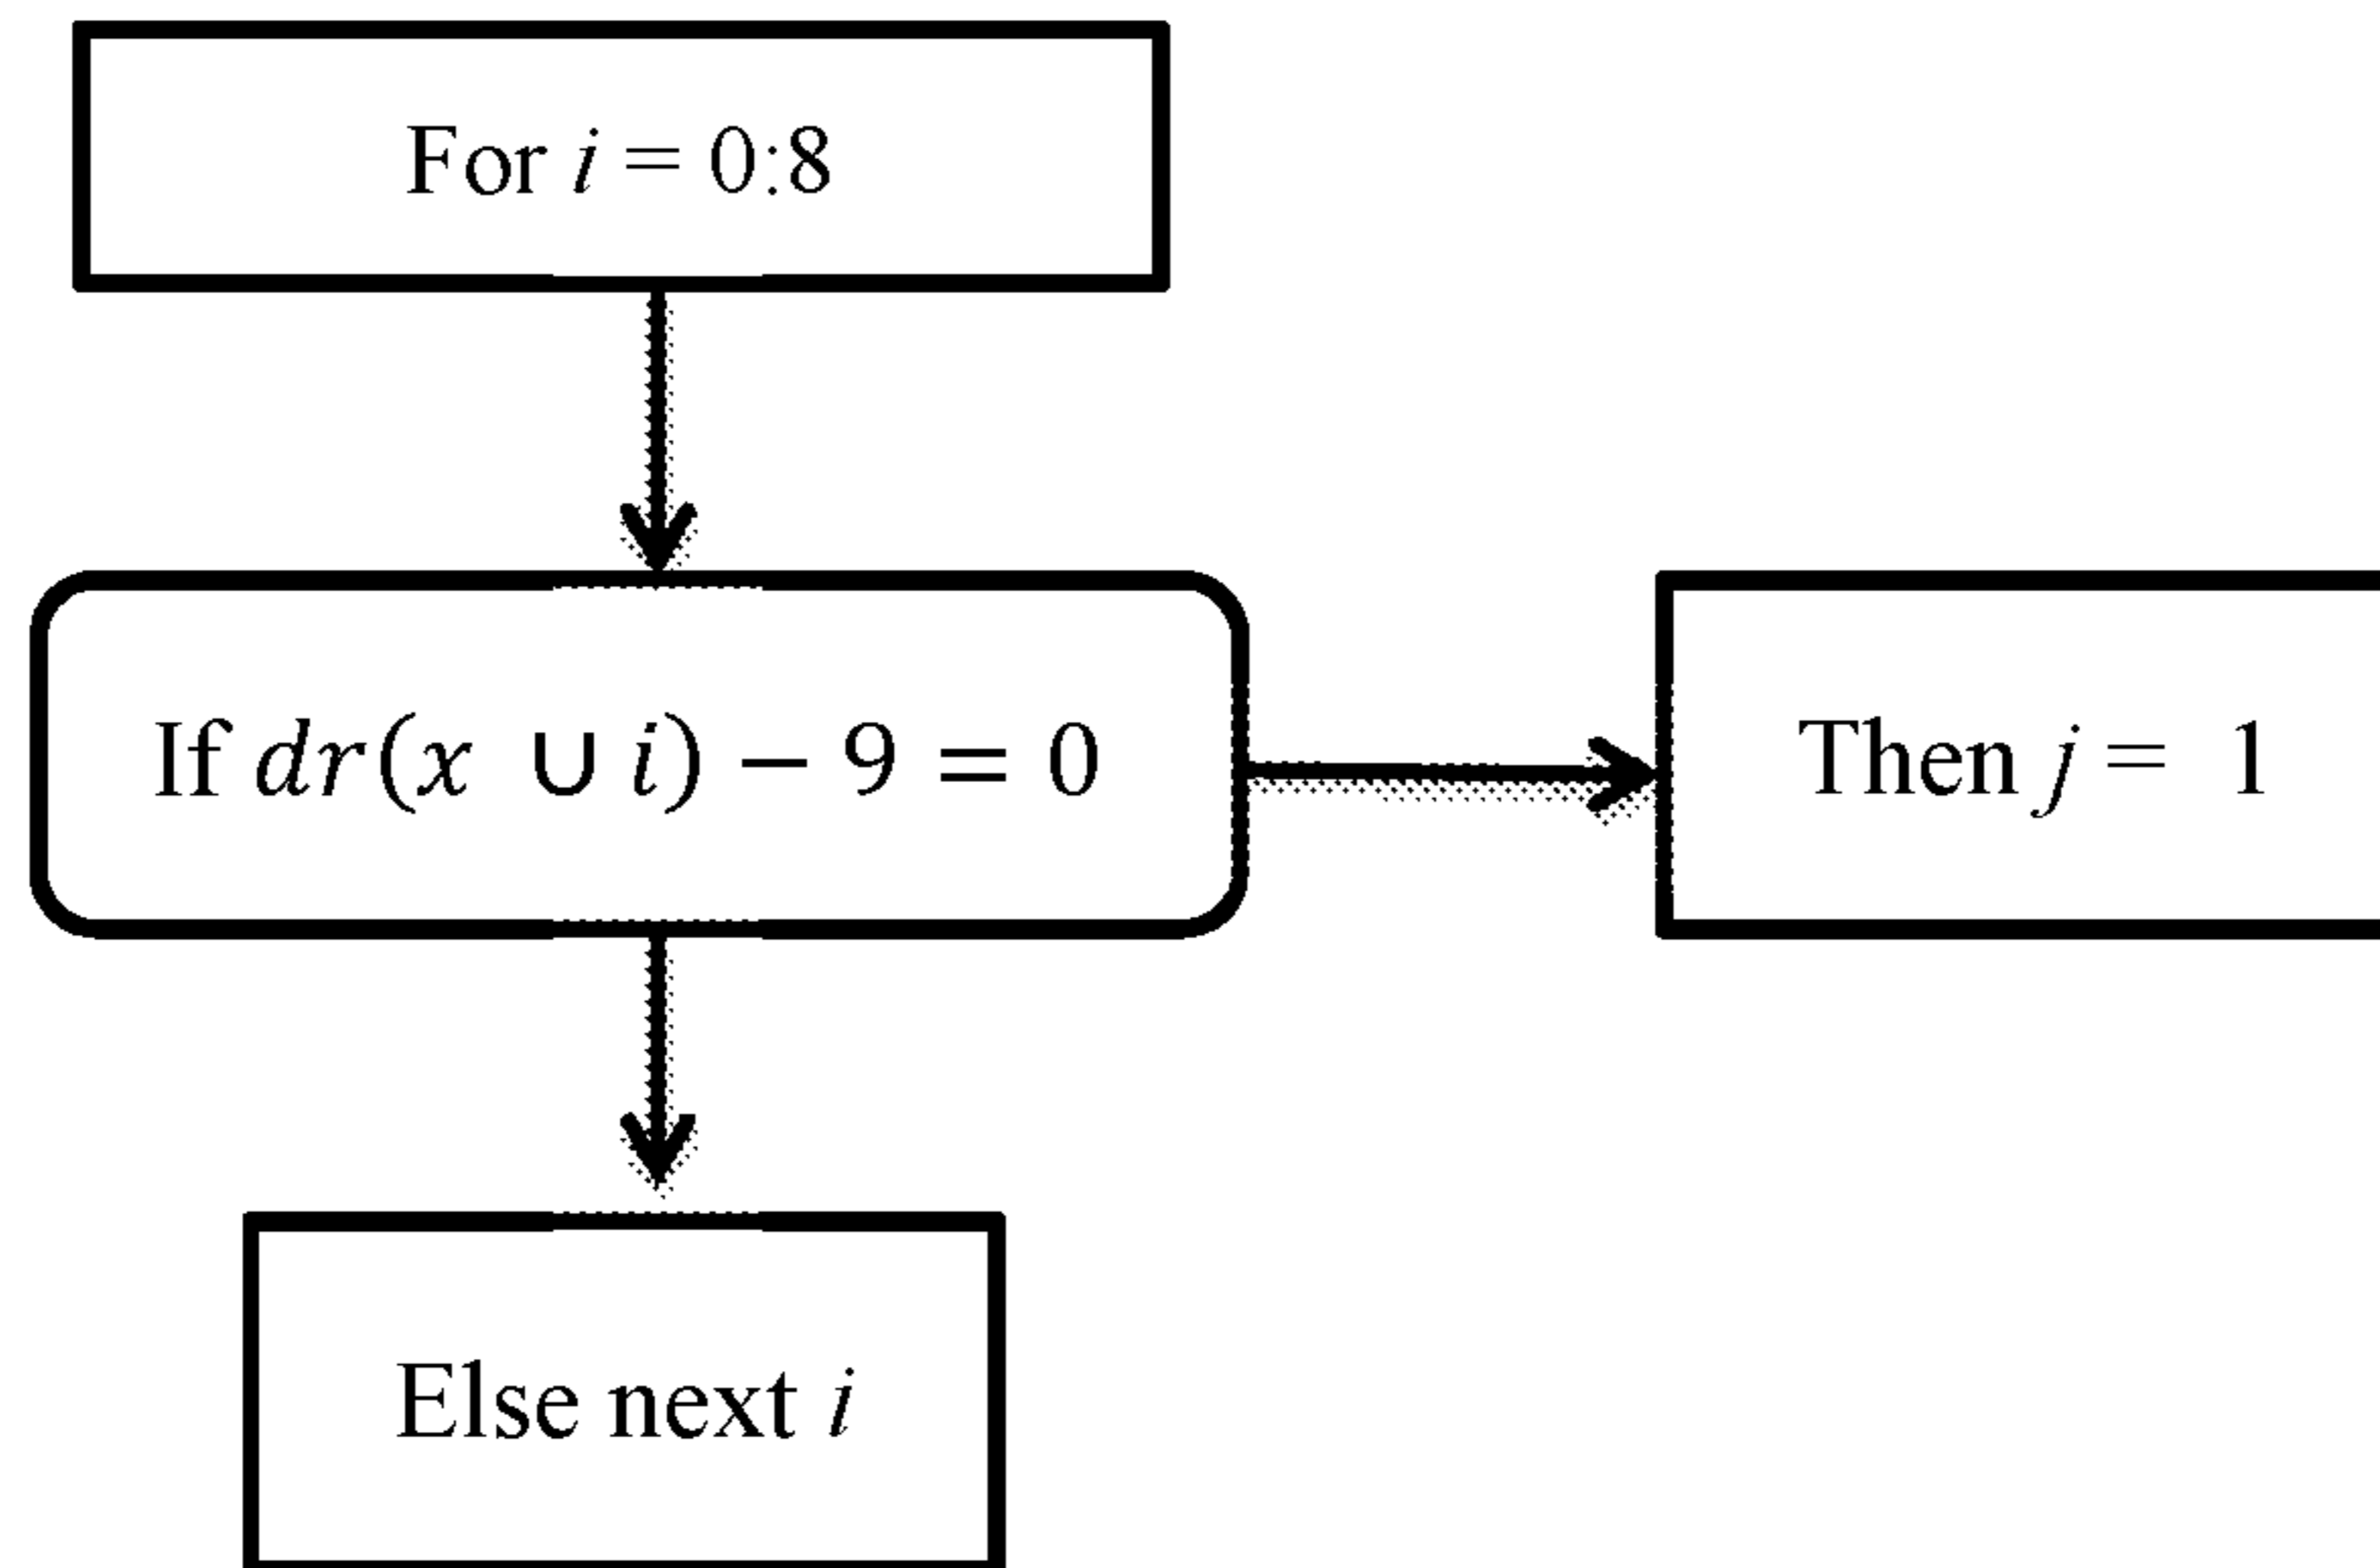 For i = 0:8
If dr(x ∪ i) − 9 = 0
Then j = 1
Else next i